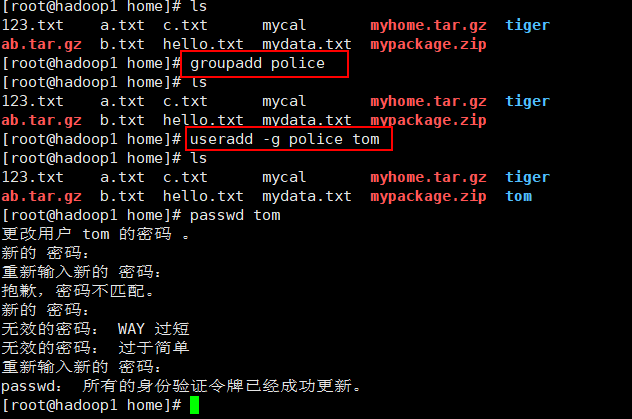 [root@hadoop1 home]# ls
123.txt a.txt c.txt mycal myhome.tar.gz tiger
ab.tar.gz b.txt hello.txt mydata.txt mypackage.zip
[root@hadoop1 home]# groupadd police
[root@hadoop1 home]# ls
123.txt a.txt c.txt mycal myhome.tar.gz tiger
ab.tar.gz b.txt hello.txt mydata.txt mypackage.zip
[root@hadoop1 home]# useradd -g police tom
[root@hadoop1 home]# ls
123.txt a.txt c.txt mycal myhome.tar.gz tiger
ab.tar.gz b.txt hello.txt mydata.txt mypackage.zip tom
[root@hadoop1 home]# passwd tom
更改用户 tom 的密码 。
新的 密码：
重新输入新的 密码：
抱歉，密码不匹配。
新的 密码：
无效的密码： WAY 过短
无效的密码： 过于简单
重新输入新的 密码：
passwd： 所有的身份验证令牌已经成功更新。
[root@hadoop1 home]#